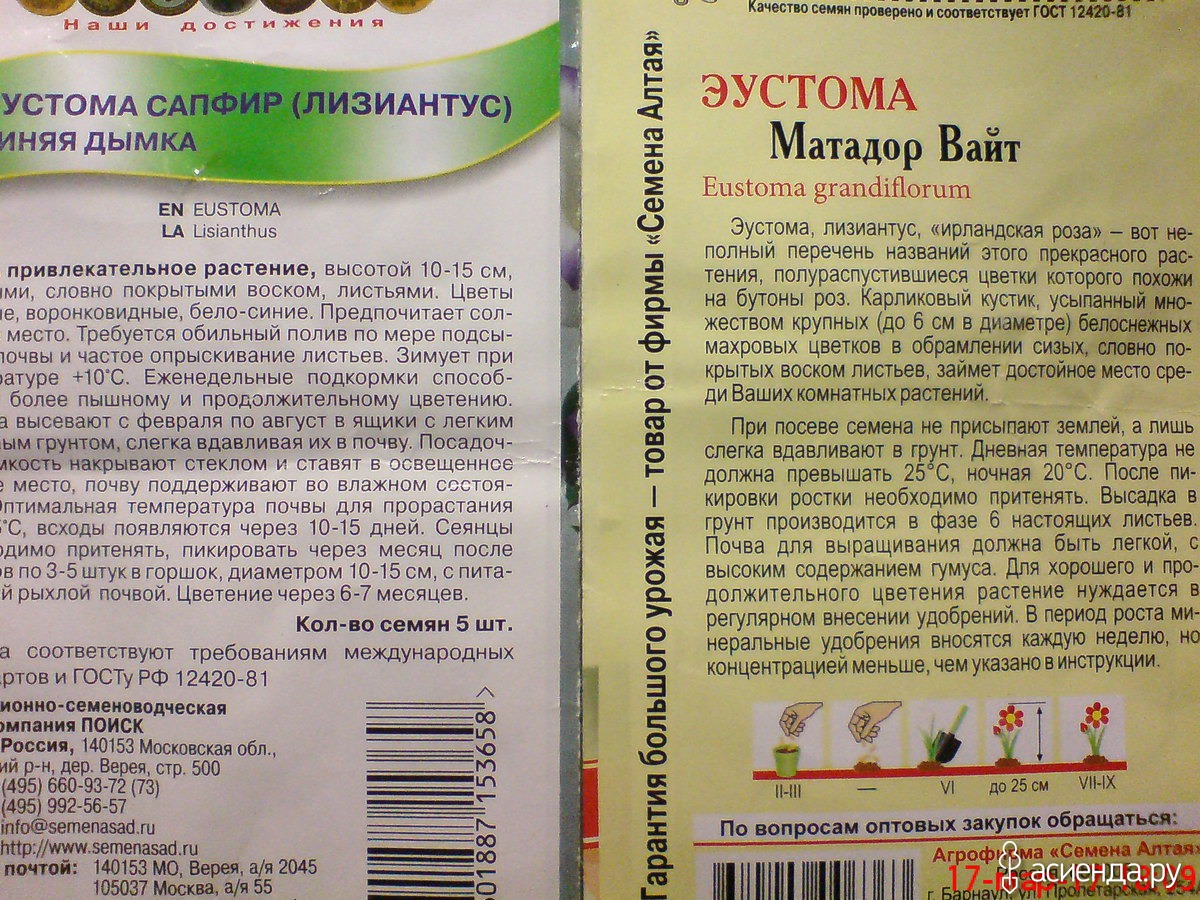 Наши достижения
УСТОМА САПФИР (ЛИЗИАНТУС)
ИНЯЯ ДЫМКА
EN EUSTOMA
LA Lisianthus
привлекательное растение, высотой 10-15 см,
ми, словно покрытыми воском, листьями. Цветы
е, воронковидные, бело-синие. Предпочитает сол-
место. Требуется обильный полив по мере подсы-
почвы и частое опрыскивание листьев. Зимует при
ратуре +10°С. Еженедельные подкормки способ-
более пышному и продолжительному цветению.
а высевают с февраля по август в ящики с легким
ым грунтом, слегка вдавливая их в почву. Посадоч-
мкость накрывают стеклом и ставят в освещенное
е место, почву поддерживают во влажном состоя-
Оптимальная температура почвы для прорастания
°С, всходы появляются через 10-15 дней. Сеянцы
одимо притенять, пикировать через месяц после
ов по 3-5 штук в горшок, диаметром 10-15 см, с пита-
й рыхлой почвой. Цветение через 6-7 месяцев.
Кол-во семян 5 шт.
а соответствуют требованиям международных
артов и ГОСТу РФ 12420-81
ионно-семеноводческая
омпания ПОИСК
Россия, 140153 Московская обл.,
ий р-н, дер. Верея, стр. 500
(495) 660-93-72 (73)
(495) 992-56-57
info@semenasad.ru
http://www.semenasad.ru
почтой: 140153 МО, Верея, а/я 2045
105037 Москва, а/я 55
601887 153658 >
Гарантия большого урожая — товар от фирмы «Семена Алтая»
Качество семян проверено и соответствует ГОСТ 12420-81
ЭУСТОМА
Матадор Вайт
Eustoma grandiflorum
Эустома, лизиантус, «ирландская роза» – вот не-
полный перечень названий этого прекрасного рас-
тения, полураспустившиеся цветки которого похожи
на бутоны роз. Карликовый кустик, усыпанный мно-
жеством крупных (до 6 см в диаметре) белоснежных
махровых цветков в обрамлении сизых, словно по-
крытых воском листьев, займет достойное место сре-
ди Ваших комнатных растений.
При посеве семена не присыпают землей, а лишь
слегка вдавливают в грунт. Дневная температура не
должна превышать 25°С, ночная 20°С. После пи-
кировки ростки необходимо притенять. Высадка в
грунт производится в фазе 6 настоящих листьев.
Почва для выращивания должна быть легкой, с
высоким содержанием гумуса. Для хорошего и про-
должительного цветения растение нуждается в
регулярном внесении удобрений. В период роста ми-
неральные удобрения вносятся каждую неделю, но
концентрацией меньше, чем указано в инструкции.
II-III — VI до 25 см VII-IX
По вопросам оптовых закупок обращаться:
Агрофирма «Семена Алтая»
г. Барнаул, ул. Пролетарская,
асиенда.ру